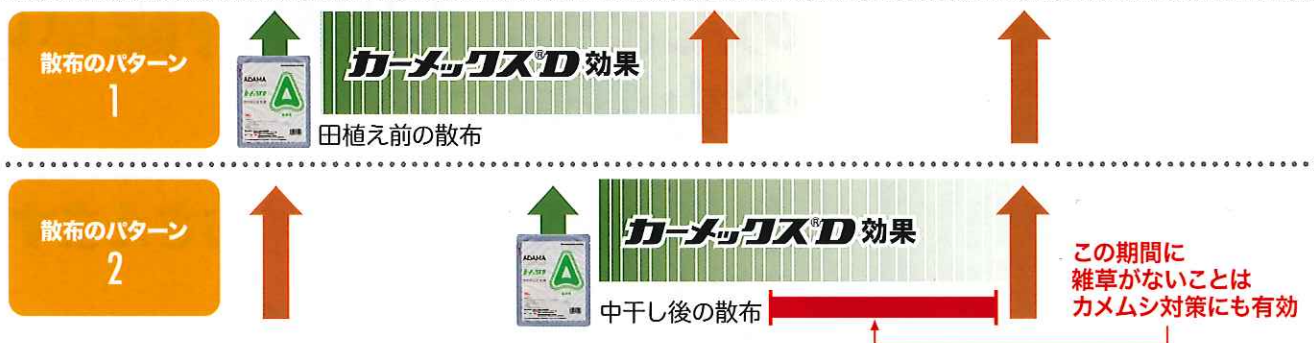 散布のパターン
1
ADAMA
カーメックス®D 効果
田植え前の散布
散布のパターン
2
ADAMA
カーメックス®D 効果
中干し後の散布
この期間に
雑草がないことは
カメムシ対策にも有効